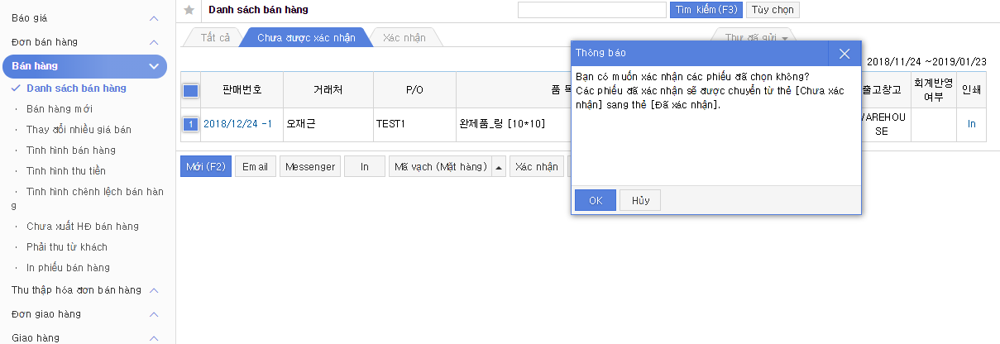 Báo giá
Đơn bán hàng
Bán hàng
Danh sách bán hàng
Bán hàng mới
Thay đổi nhiều giá bán
Tình hình bán hàng
Tình hình thu tiền
Tình hình chênh lệch bán hàn
g
Chưa xuất HĐ bán hàng
Phải thu từ khách
In phiếu bán hàng
Thu thập hóa đơn bán hàng
Đơn giao hàng
Giao hàng
Danh sách bán hàng
Tìm kiếm(F3)
Tùy chọn
Tất cả
Chưa được xác nhận
Xác nhận
Thư đã gửi
2018/11/24 ~2019/01/23
판매번호
거래처
P/O
품 목
출고창고
회계반영
여부
인쇄
1
2018/12/24 -1
오재근
TEST1
완제품_링 [10*10]
WAREHOU
SE
In
Mới(F2)
Email
Messenger
In
Mã vạch (Mặt hàng)
Xác nhận
Thông báo
Bạn có muốn xác nhận các phiếu đã chọn không?
Các phiếu đã xác nhận sẽ được chuyển từ thẻ [Chưa xác
nhận] sang thẻ [Đã xác nhận].
OK
Hủy